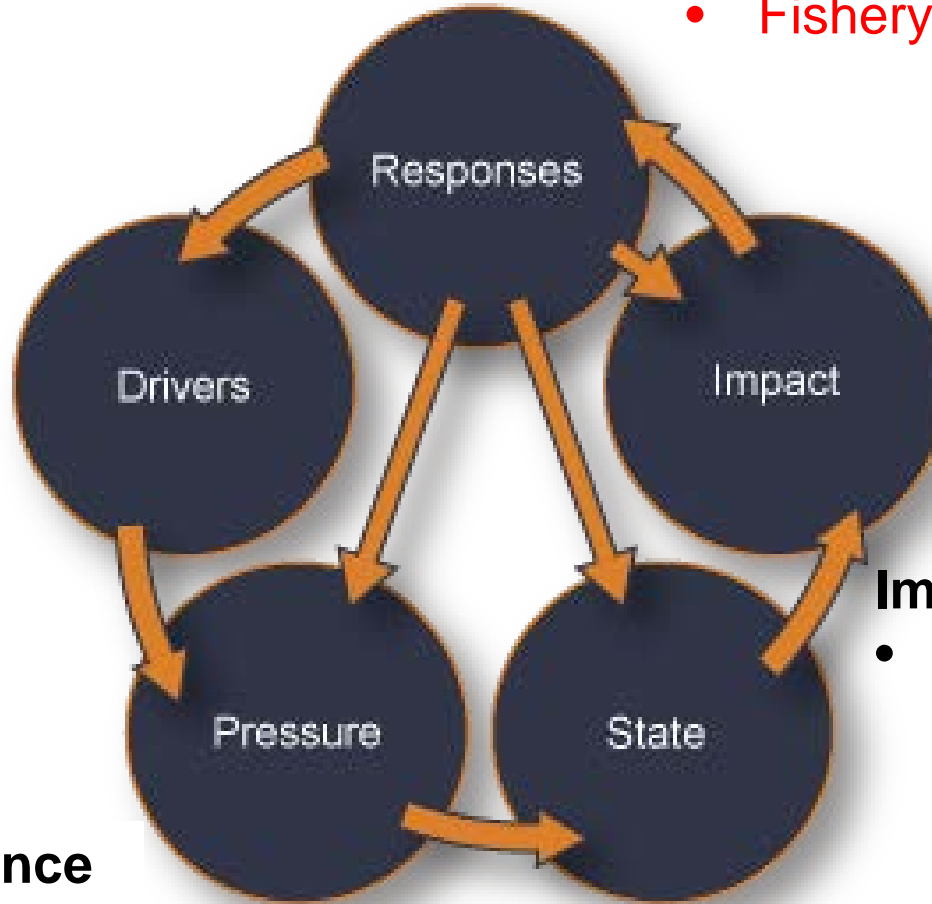 • Fishery
Responses
Drivers
Impact
Im
•
Pressure
State
nce